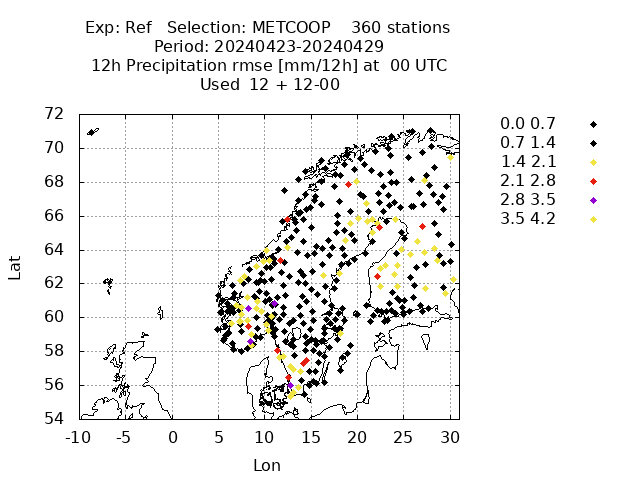 Exp: Ref   Selection: METCOOP    360 stations
Period: 20240423-20240429
12h Precipitation rmse [mm/12h] at  00 UTC
Used  12 + 12-00
72
70
68
66
64
62
60
58
56
54
Lat
-10 -5 0 5 10 15 20 25 30
Lon
0.0 0.7
0.7 1.4
1.4 2.1
2.1 2.8
2.8 3.5
3.5 4.2